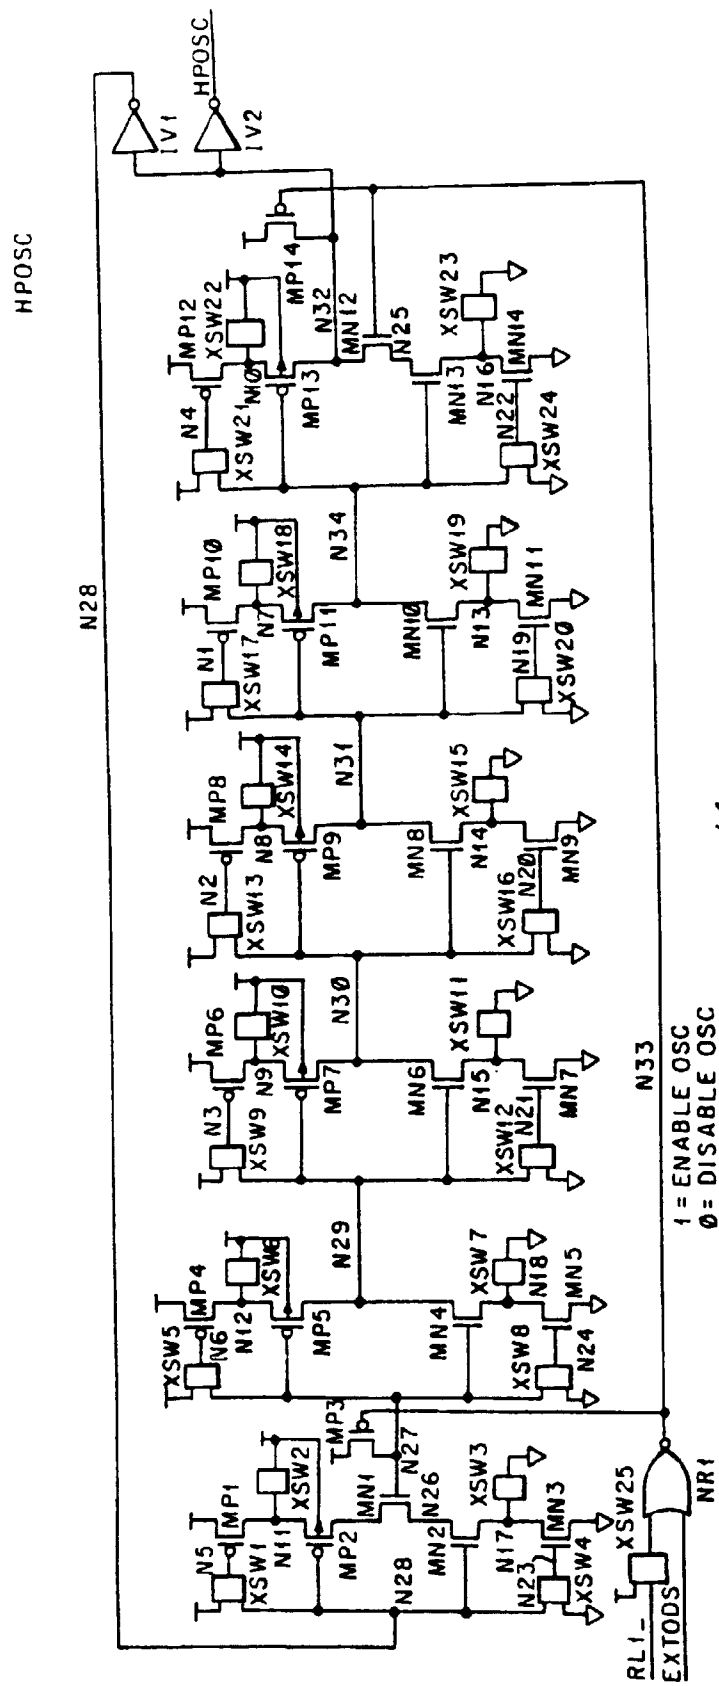 HPOSC
N28
HPOSC
IV1
IV2
MP14
N32
MP12
XSW22
N10
MP13
N4
XSW21
MN12
N25
XSW23
MN13
N16
MN14
N22
XSW24
N34
MP10
XSW18
N7
MP11
N1
XSW17
MN10
XSW19
N13
MN11
N19
XSW20
N31
MP8
XSW14
N8
MP9
N2
XSW13
MN8
XSW15
N14
N20
MN9
XSW16
N30
MP6
XSW10
N9
MP7
N3
XSW9
MN6
XSW11
N15
N21
MN7
XSW12
N29
MP4
XSW6
N12
MP5
N6
XSW5
MN4
XSW7
N18
MN5
XSW8
N24
MP3
N27
MP1
XSW2
N11
MP2
N5
XSW1
MN1
N26
N28
MN2
XSW3
N17
MN3
N23
XSW4
N33
1 = ENABLE OSC
0 = DISABLE OSC
XSW25
NR1
RL1_
EXTODS